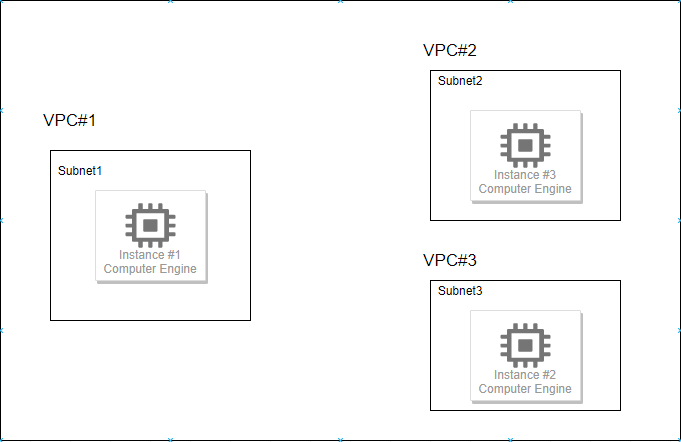 VPC#1
Subnet1
Instance #1
Computer Engine
VPC#2
Subnet2
Instance #3
Computer Engine
VPC#3
Subnet3
Instance #2
Computer Engine